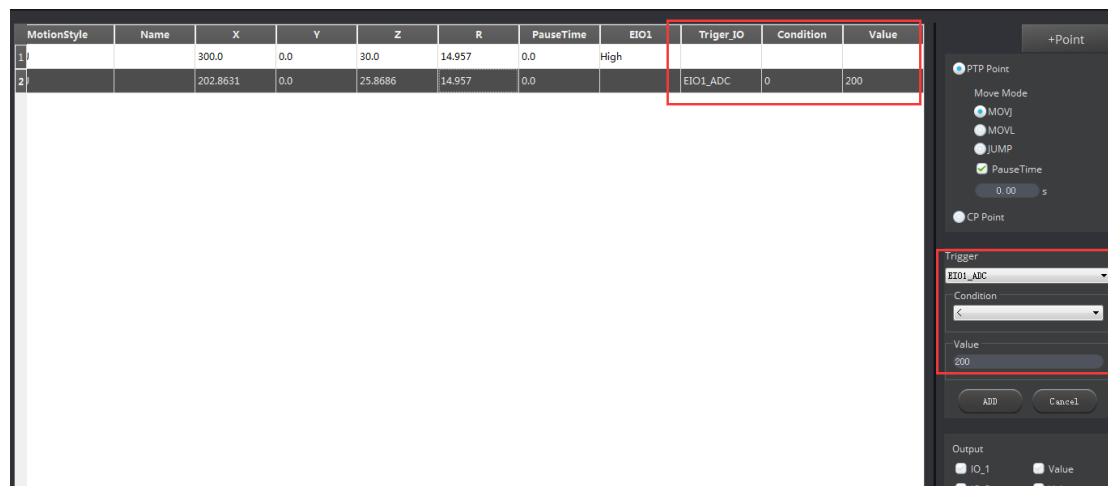 MotionStyle Name X Y Z R PauseTime EIO1 Triger_IO Condition Value
1 300.0 0.0 30.0 14.957 0.0 High
2 202.8631 0.0 25.8686 14.957 0.0 EIO1_ADC 0 200
+Point
PTP Point
Move Mode
MOVJ
MOVL
JUMP
PauseTime
0.00 s
CP Point
Trigger
EIO1_ADC
Condition
<
Value
200
ADD Cancel
Output
IO_1 Value